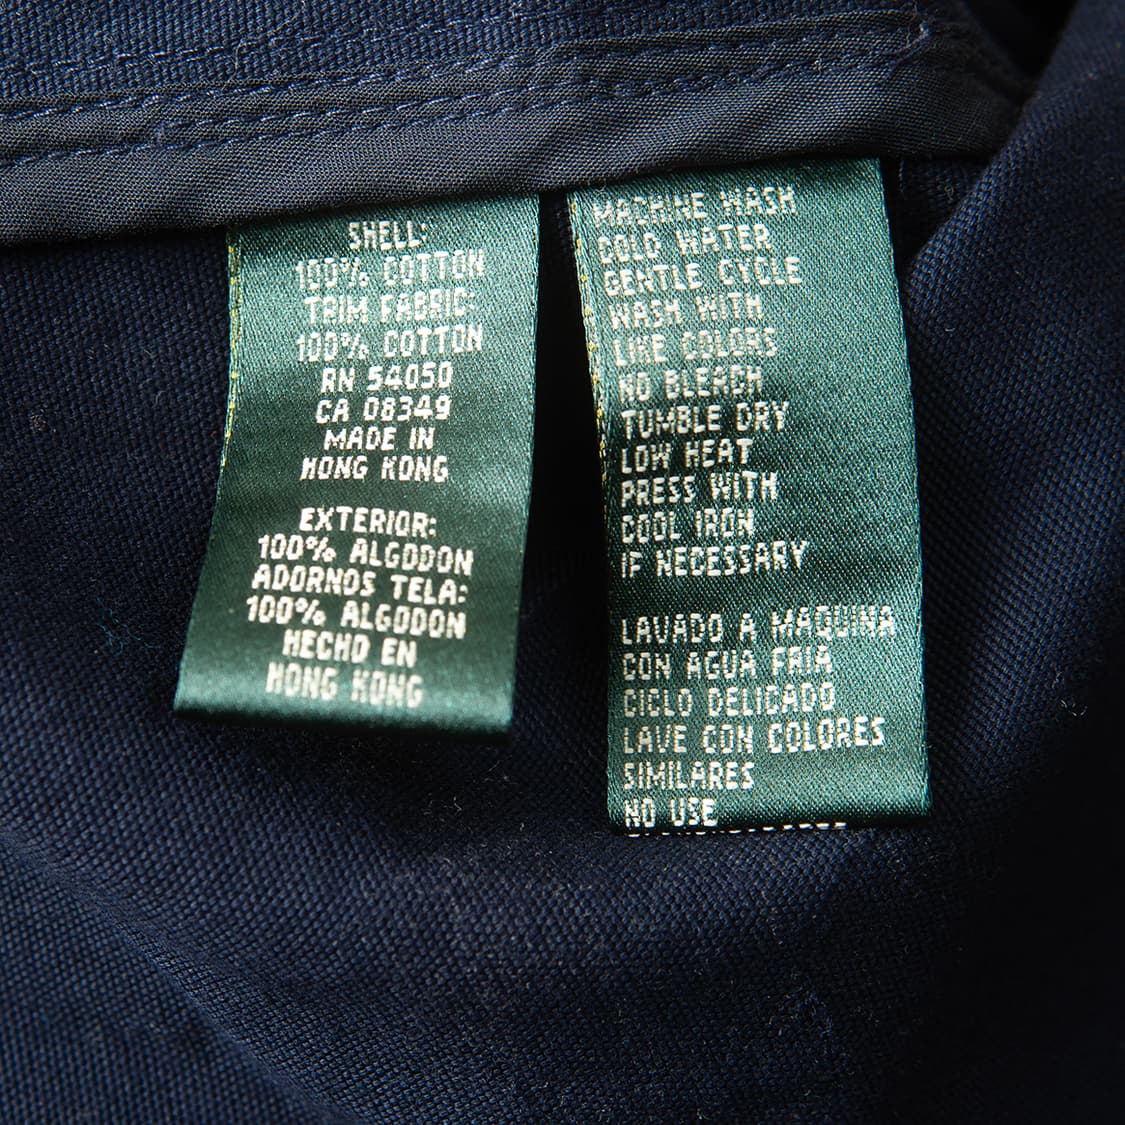 SHELL:
100% COTTON
TRIM FABRIC:
100% COTTON
RN 54050
CA 08349
MADE IN
HONG KONG
EXTERIOR:
100% ALGODON
ADORNOS TELA:
100% ALGODON
HECHO EN
HONG KONG
MACHINE WASH
COLD WATER
GENTLE CYCLE
WASH WITH
LIKE COLORS
NO BLEACH
TUMBLE DRY
LOW HEAT
PRESS WITH
COOL IRON
IF NECESSARY
LAVADO A MAQUINA
CON AGUA FRIA
CICLO DELICADO
LAVE CON COLORES
SIMILARES
NO USE